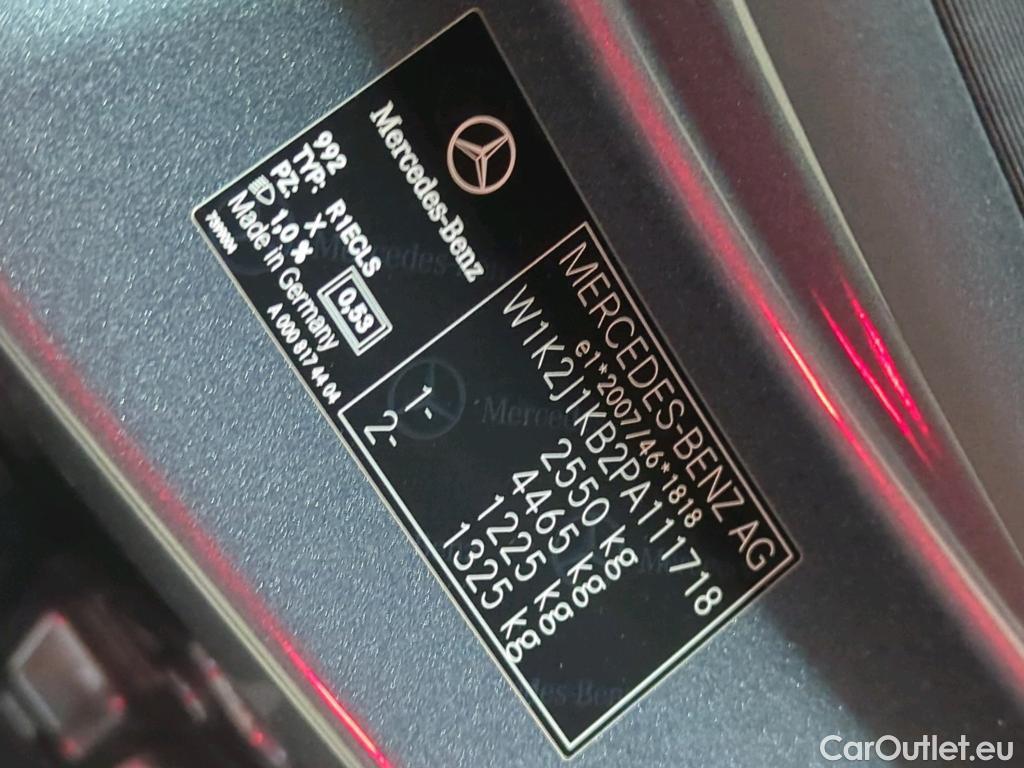 Mercedes-Benz
992
TYP: R1ECLS
PZ: X
1,0 %
0,53
Made in Germany
A 000 817 44 04
MERCEDES-BENZ AG
e1*2007/46*1818
W1K2J1KB2PA111718
2550 kg
4465 kg
1- 1225 kg
2- 1325 kg
CarOutlet.eu